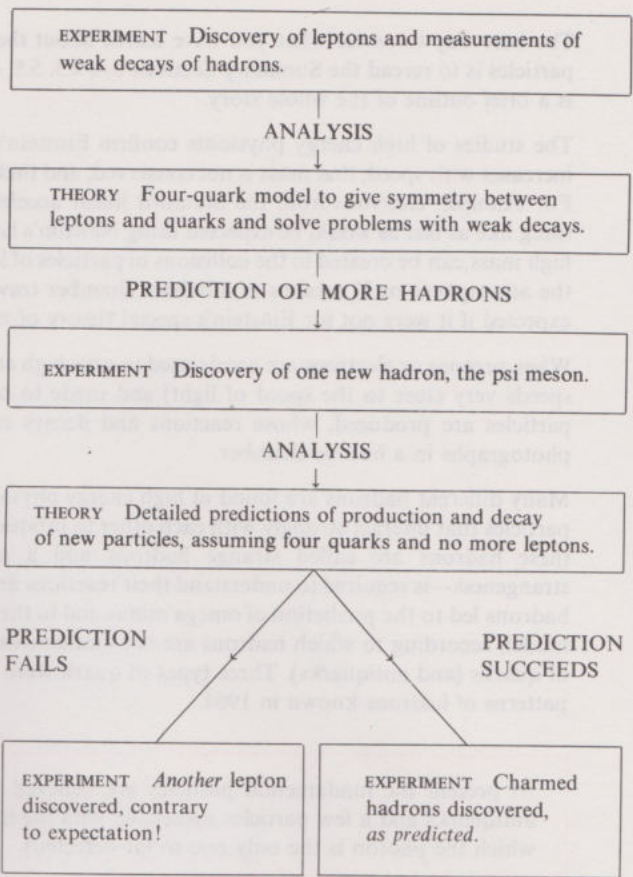 EXPERIMENT Discovery of leptons and measurements of
weak decays of hadrons.
ANALYSIS
THEORY Four-quark model to give symmetry between
leptons and quarks and solve problems with weak decays.
PREDICTION OF MORE HADRONS
EXPERIMENT Discovery of one new hadron, the psi meson.
ANALYSIS
THEORY Detailed predictions of production and decay
of new particles, assuming four quarks and no more leptons.
PREDICTION
FAILS
PREDICTION
SUCCEEDS
EXPERIMENT Another lepton
discovered, contrary
to expectation!
EXPERIMENT Charmed
hadrons discovered,
as predicted.